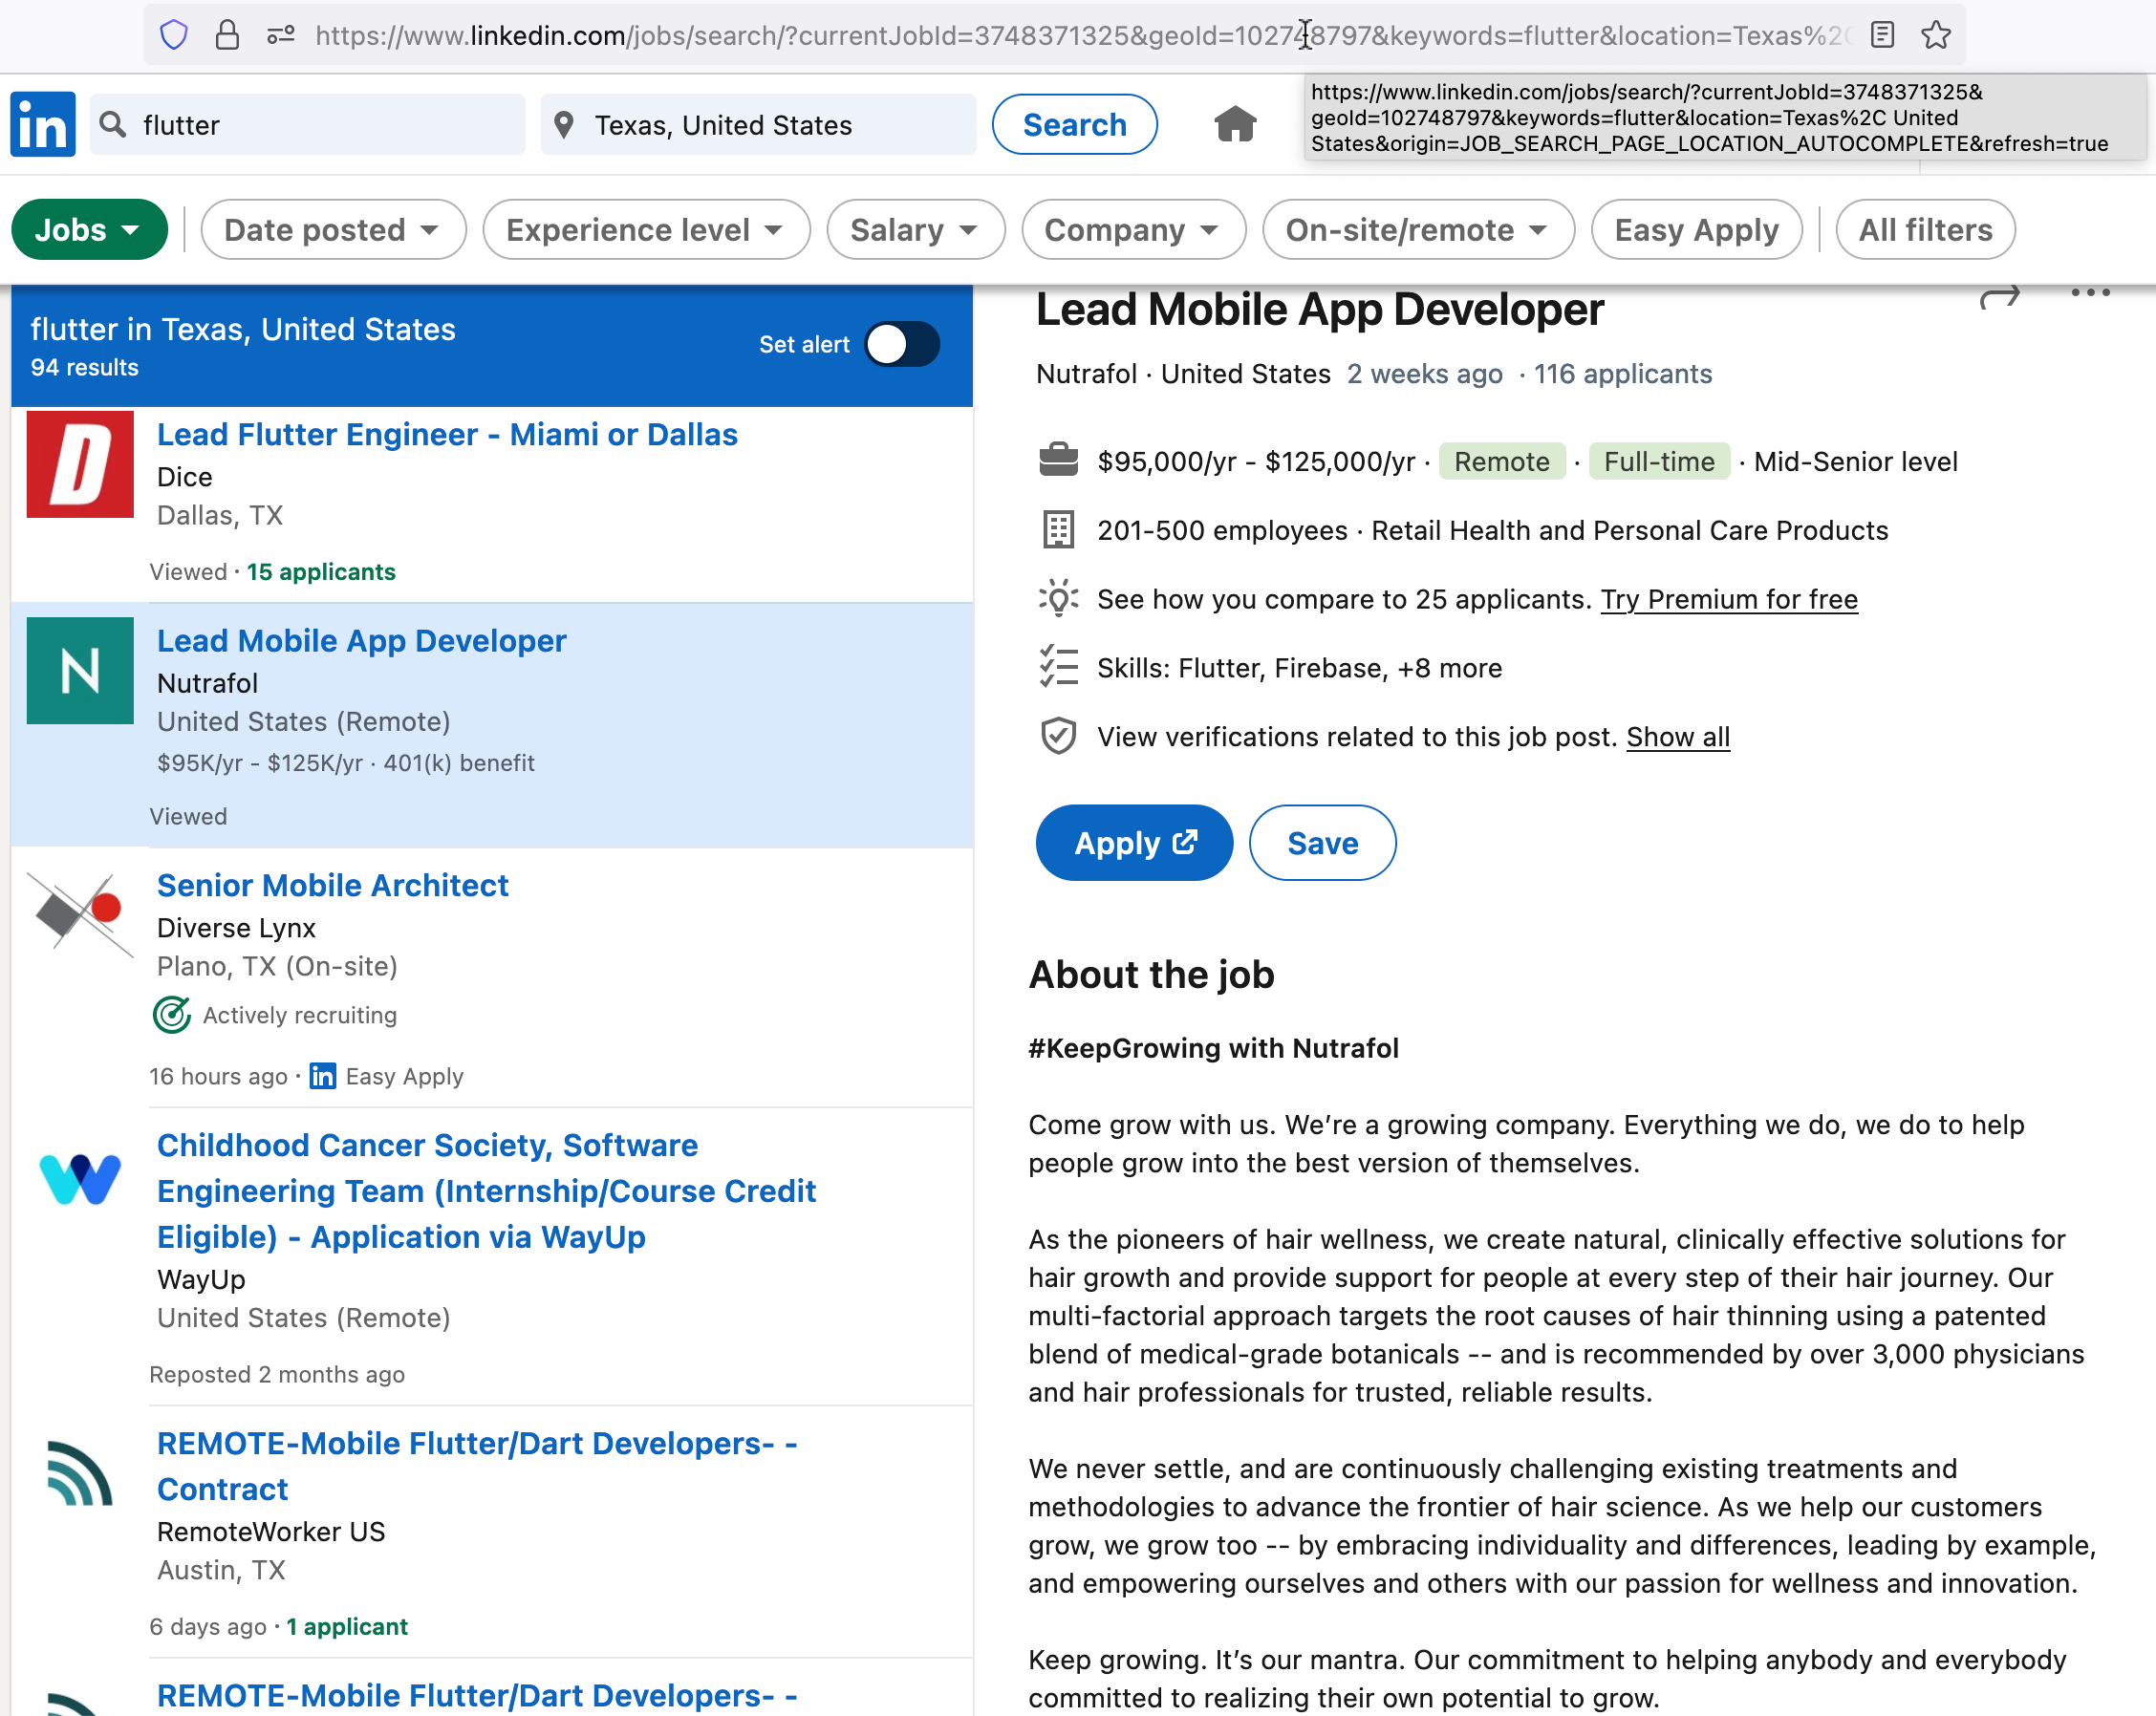 https://www.linkedin.com/jobs/search/?currentJobId=3748371325&geoId=102748797&keywords=flutter&location=Texas%2C
https://www.linkedin.com/jobs/search/?currentJobId=3748371325&
geoId=102748797&keywords=flutter&location=Texas%2C United
States&origin=JOB_SEARCH_PAGE_LOCATION_AUTOCOMPLETE&refresh=true
in
flutter
Texas, United States
Search
Jobs
Date posted
Experience level
Salary
Company
On-site/remote
Easy Apply
All filters
flutter in Texas, United States
94 results
Set alert
D
Lead Flutter Engineer - Miami or Dallas
Dice
Dallas, TX
Viewed · 15 applicants
N
Lead Mobile App Developer
Nutrafol
United States (Remote)
$95K/yr - $125K/yr · 401(k) benefit
Viewed
Senior Mobile Architect
Diverse Lynx
Plano, TX (On-site)
Actively recruiting
16 hours ago · in Easy Apply
W
Childhood Cancer Society, Software
Engineering Team (Internship/Course Credit
Eligible) - Application via WayUp
WayUp
United States (Remote)
Reposted 2 months ago
REMOTE-Mobile Flutter/Dart Developers- -
Contract
RemoteWorker US
Austin, TX
6 days ago · 1 applicant
REMOTE-Mobile Flutter/Dart Developers- -
Lead Mobile App Developer
Nutrafol · United States 2 weeks ago · 116 applicants
$95,000/yr - $125,000/yr · Remote · Full-time · Mid-Senior level
201-500 employees · Retail Health and Personal Care Products
See how you compare to 25 applicants. Try Premium for free
Skills: Flutter, Firebase, +8 more
View verifications related to this job post. Show all
Apply
Save
About the job
#KeepGrowing with Nutrafol
Come grow with us. We’re a growing company. Everything we do, we do to help
people grow into the best version of themselves.
As the pioneers of hair wellness, we create natural, clinically effective solutions for
hair growth and provide support for people at every step of their hair journey. Our
multi-factorial approach targets the root causes of hair thinning using a patented
blend of medical-grade botanicals -- and is recommended by over 3,000 physicians
and hair professionals for trusted, reliable results.
We never settle, and are continuously challenging existing treatments and
methodologies to advance the frontier of hair science. As we help our customers
grow, we grow too -- by embracing individuality and differences, leading by example,
and empowering ourselves and others with our passion for wellness and innovation.
Keep growing. It’s our mantra. Our commitment to helping anybody and everybody
committed to realizing their own potential to grow.